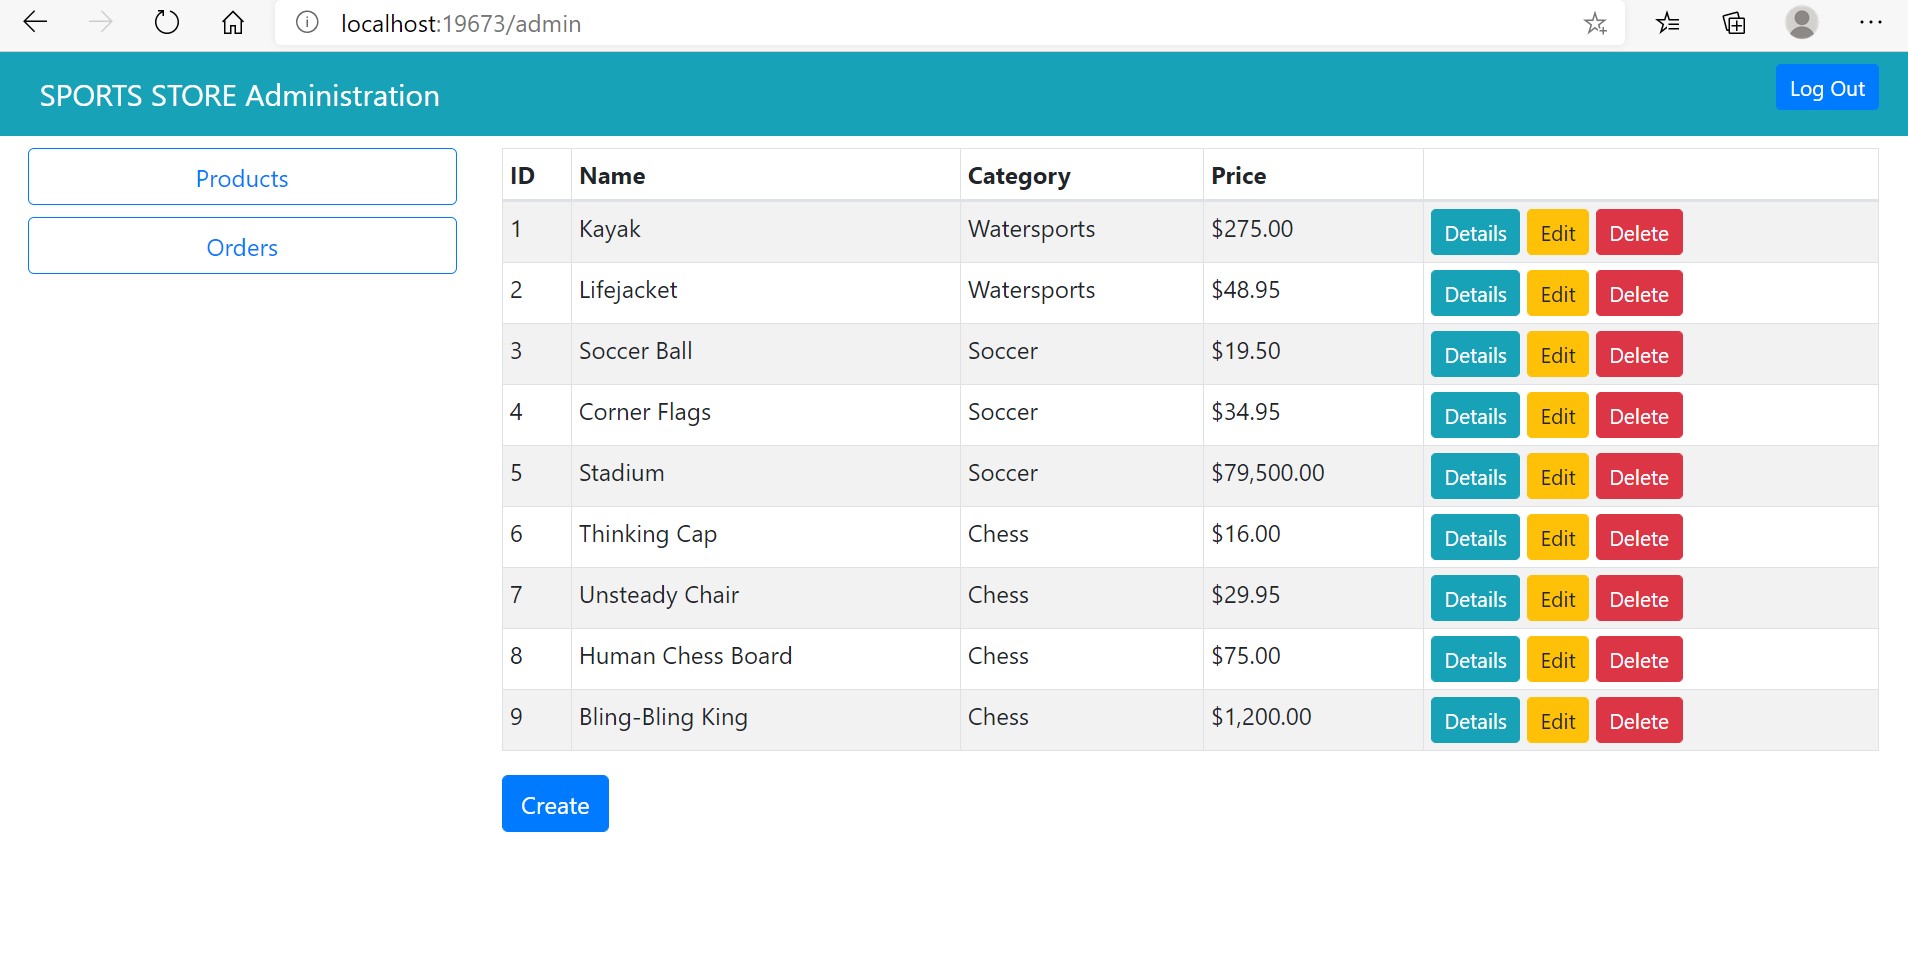 localhost:19673/admin
SPORTS STORE Administration
Log Out
Products
Orders
ID Name Category Price
1 Kayak Watersports $275.00 Details Edit Delete
2 Lifejacket Watersports $48.95 Details Edit Delete
3 Soccer Ball Soccer $19.50 Details Edit Delete
4 Corner Flags Soccer $34.95 Details Edit Delete
5 Stadium Soccer $79,500.00 Details Edit Delete
6 Thinking Cap Chess $16.00 Details Edit Delete
7 Unsteady Chair Chess $29.95 Details Edit Delete
8 Human Chess Board Chess $75.00 Details Edit Delete
9 Bling-Bling King Chess $1,200.00 Details Edit Delete
Create